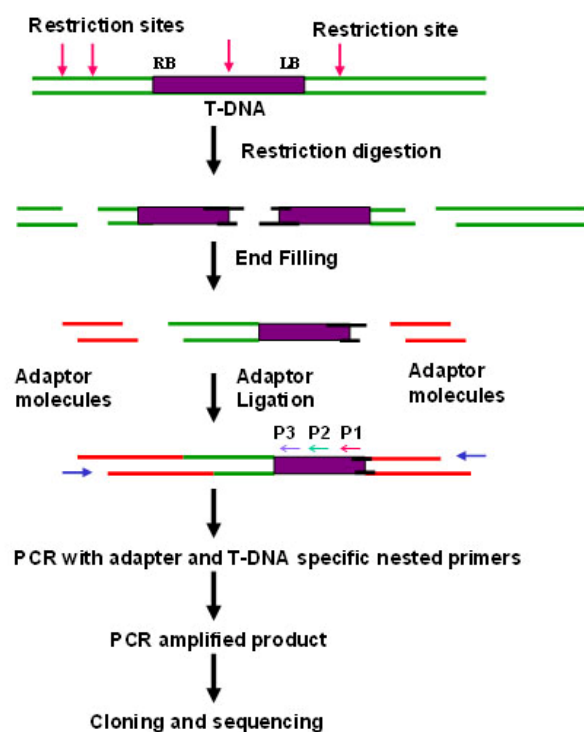 Restriction sites
Restriction site
RB
LB
T-DNA
Restriction digestion
End Filling
Adaptor
molecules
Adaptor
Ligation
Adaptor
molecules
P3 P2 P1
PCR with adapter and T-DNA specific nested primers
PCR amplified product
Cloning and sequencing